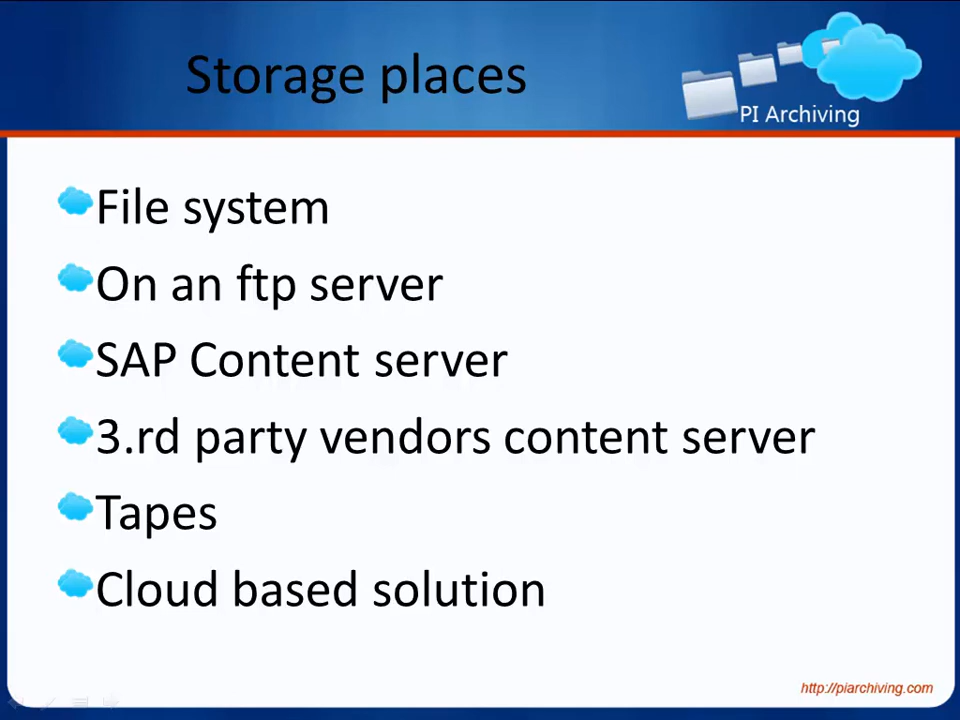 Storage places
PI Archiving
File system
On an ftp server
SAP Content server
3.rd party vendors content server
Tapes
Cloud based solution
http://piarchiving.com